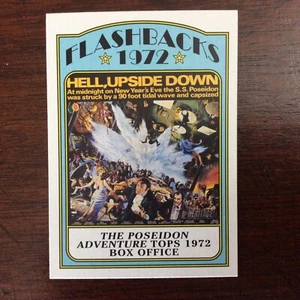 FLASHBACKS
1972
HELL, UPSIDE DOWN
At midnight on New Year's Eve the S.S. Poseidon
was struck by a 90 foot tidal wave and capsized
THE POSEIDON
ADVENTURE TOPS 1972
BOX OFFICE